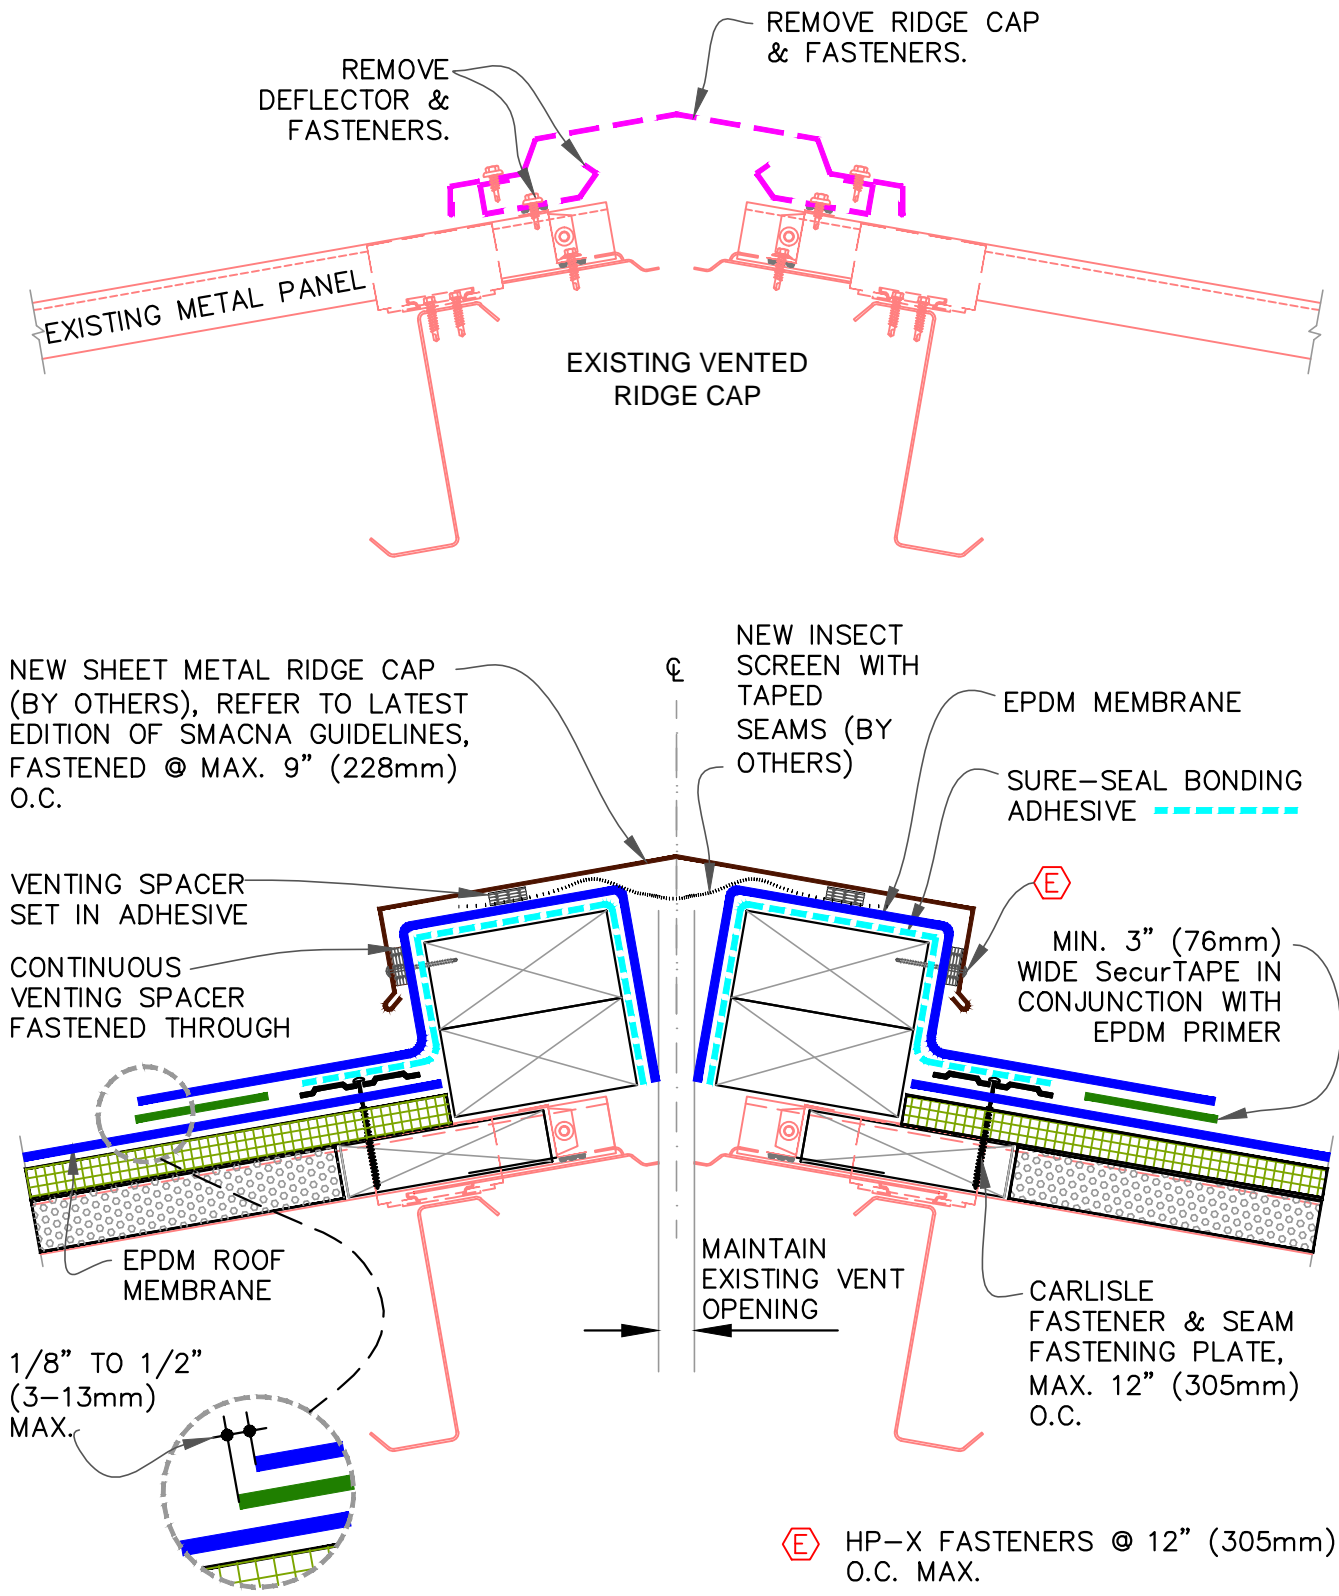 REMOVE RIDGE CAP
& FASTENERS.
REMOVE
DEFLECTOR &
FASTENERS.
EXISTING METAL PANEL
EXISTING VENTED
RIDGE CAP
NEW SHEET METAL RIDGE CAP
(BY OTHERS), REFER TO LATEST
EDITION OF SMACNA GUIDELINES,
FASTENED @ MAX. 9" (228mm)
O.C.
℄
NEW INSECT
SCREEN WITH
TAPED
SEAMS (BY
OTHERS)
EPDM MEMBRANE
SURE-SEAL BONDING
ADHESIVE
VENTING SPACER
SET IN ADHESIVE
E
CONTINUOUS
VENTING SPACER
FASTENED THROUGH
MIN. 3" (76mm)
WIDE SecurTAPE IN
CONJUNCTION WITH
EPDM PRIMER
EPDM ROOF
MEMBRANE
MAINTAIN
EXISTING VENT
OPENING
CARLISLE
FASTENER & SEAM
FASTENING PLATE,
MAX. 12" (305mm)
O.C.
1/8" TO 1/2"
(3-13mm)
MAX.
E HP-X FASTENERS @ 12" (305mm)
O.C. MAX.